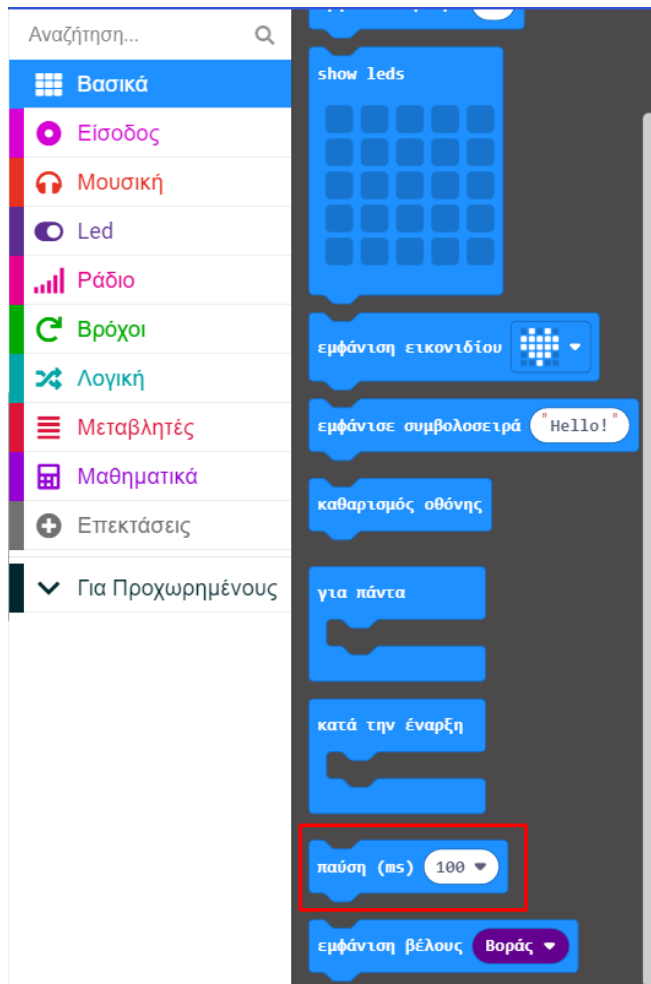 Αναζήτηση...
Βασικά
Είσοδος
Μουσική
Led
Ράδιο
Βρόχοι
Λογική
Μεταβλητές
Μαθηματικά
Επεκτάσεις
Για Προχωρημένους
show leds
εμφάνιση εικονιδίου
εμφάνισε συμβολοσειρά "Hello!"
καθαρισμός οθόνης
για πάντα
κατά την έναρξη
παύση (ms) 100
εμφάνιση βέλους Βοράς